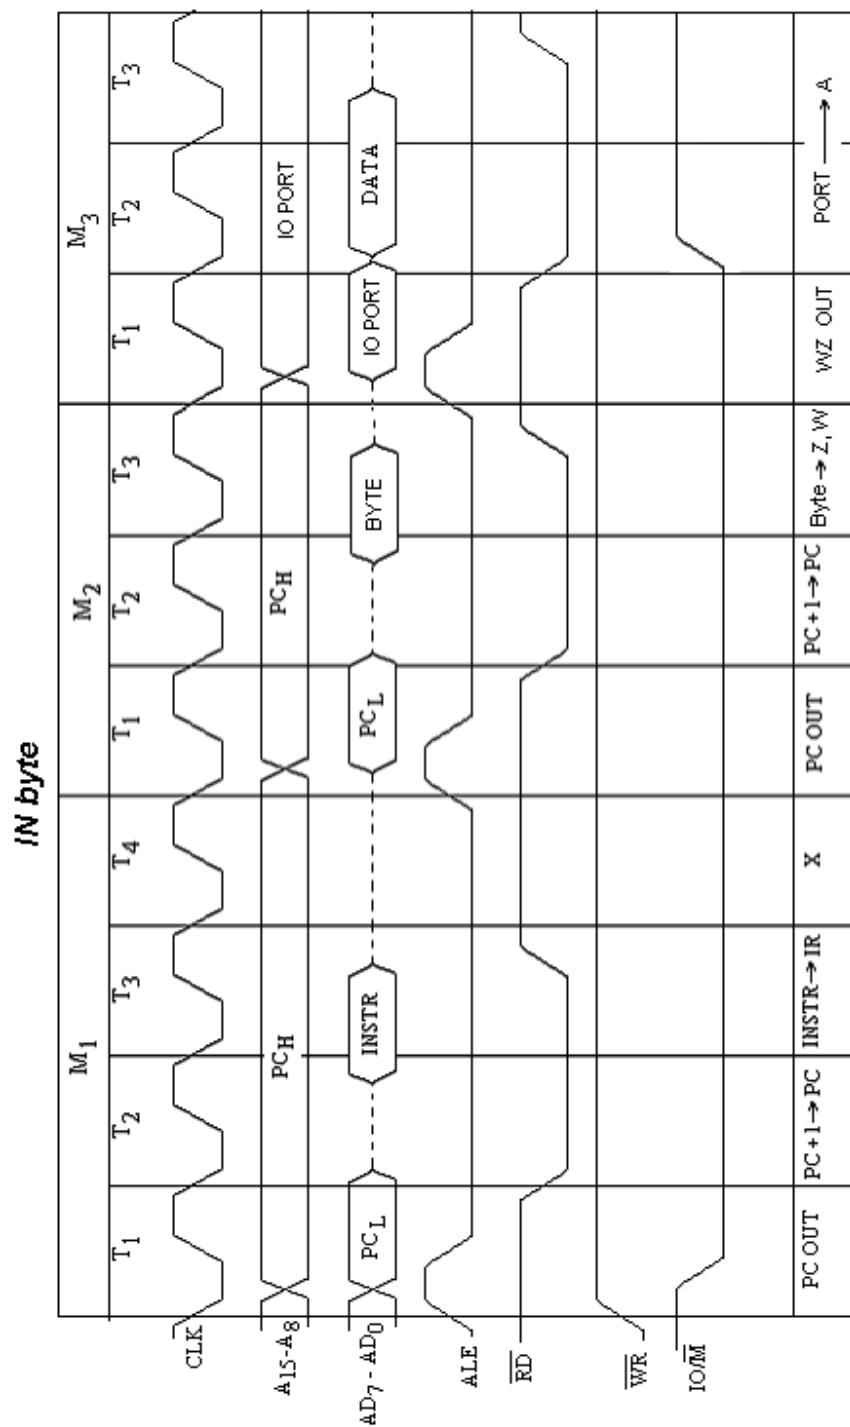 IN byte
M1 M2 M3
T1 T2 T3 T4 T1 T2 T3 T1 T2 T3
CLK
A15-A8 PCH PCH IO PORT
AD7 - AD0 PCL INSTR PCL BYTE IO PORT DATA
ALE
RD
WR
IO/M
PC OUT PC+1→PC INSTR→IR X PC OUT PC+1→PC Byte→Z, W WZ OUT PORT → A